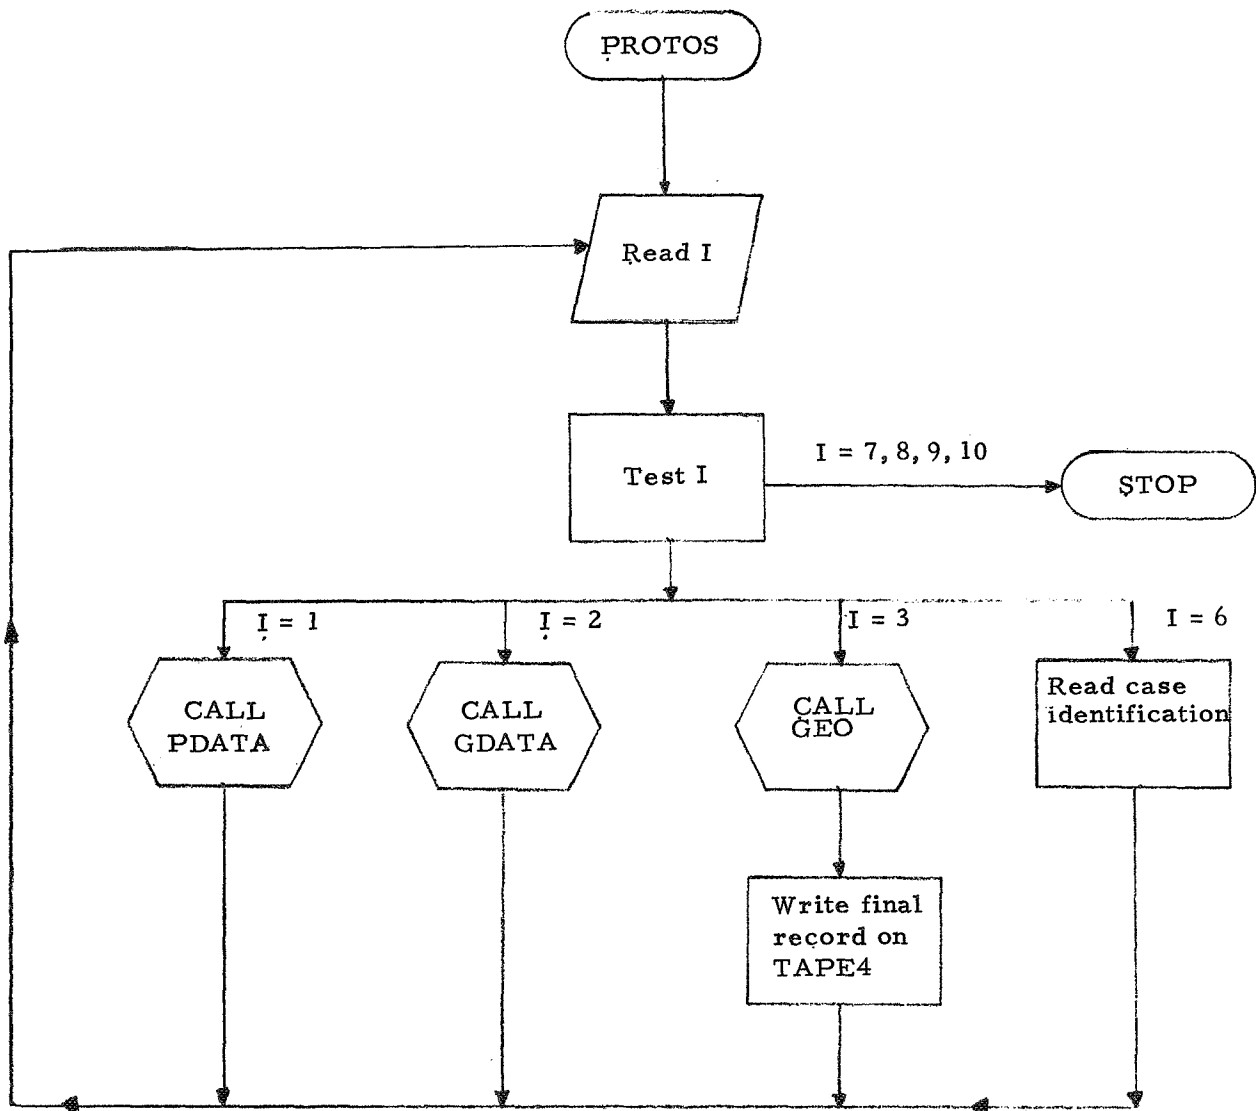 PROTOS
Read I
Test I
I = 7, 8, 9, 10
STOP
I = 1
I = 2
I = 3
I = 6
CALL
PDATA
CALL
GDATA
CALL
GEO
Read case
identification
Write final
record on
TAPE4